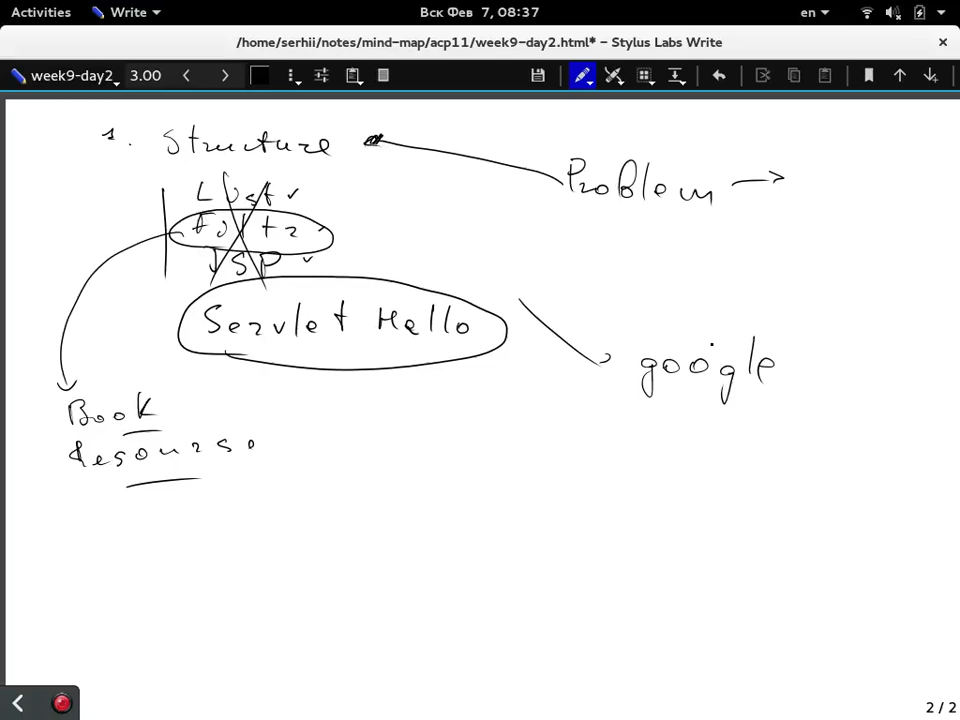 Activities Write Вск Фев 7, 08:37 en
/home/serhii/notes/mind-map/acp11/week9-day2.html* – Stylus Labs Write
week9-day2 3.00
1. Structure
Problem
JSP
Servlet Hello
google
Book
2 / 2